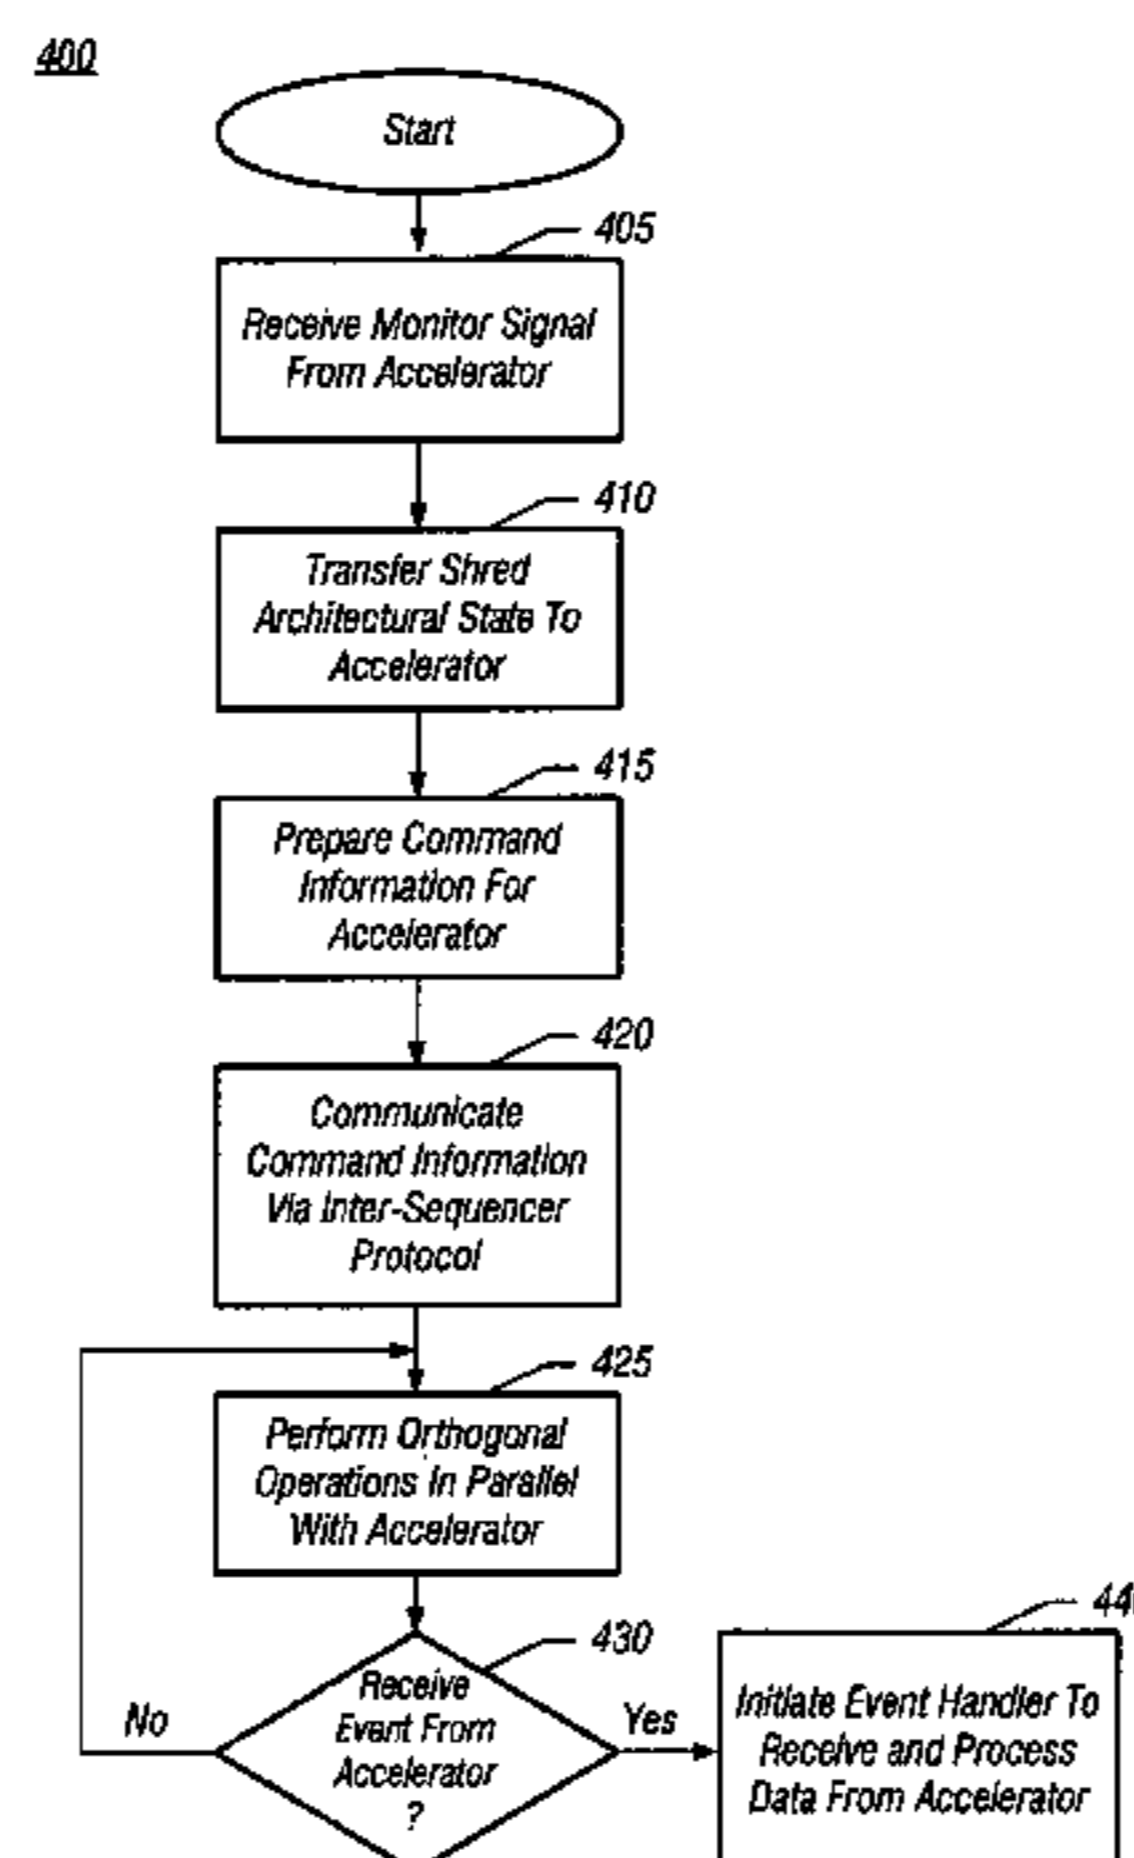 400
Start
405
Receive Monitor Signal
From Accelerator
410
Transfer Shred
Architectural State To
Accelerator
415
Prepare Command
Information For
Accelerator
420
Communicate
Command Information
Via Inter-Sequencer
Protocol
425
Perform Orthogonal
Operations In Parallel
With Accelerator
430
Receive
Event From
Accelerator
?
No
Yes
Initiate Event Handler To
Receive and Process
Data From Accelerator